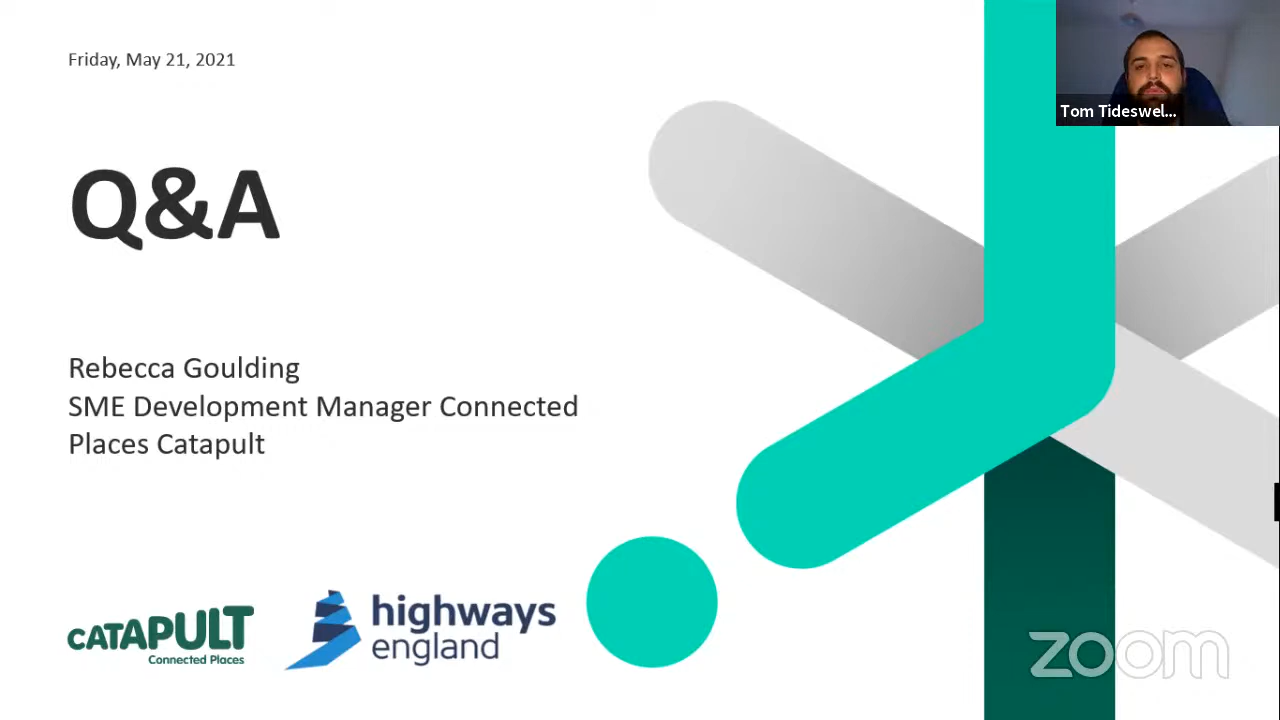 Friday, May 21, 2021
Tom Tideswel...
Q&A
Rebecca Goulding
SME Development Manager Connected
Places Catapult
CATAPULT
Connected Places
highways
england
zoom